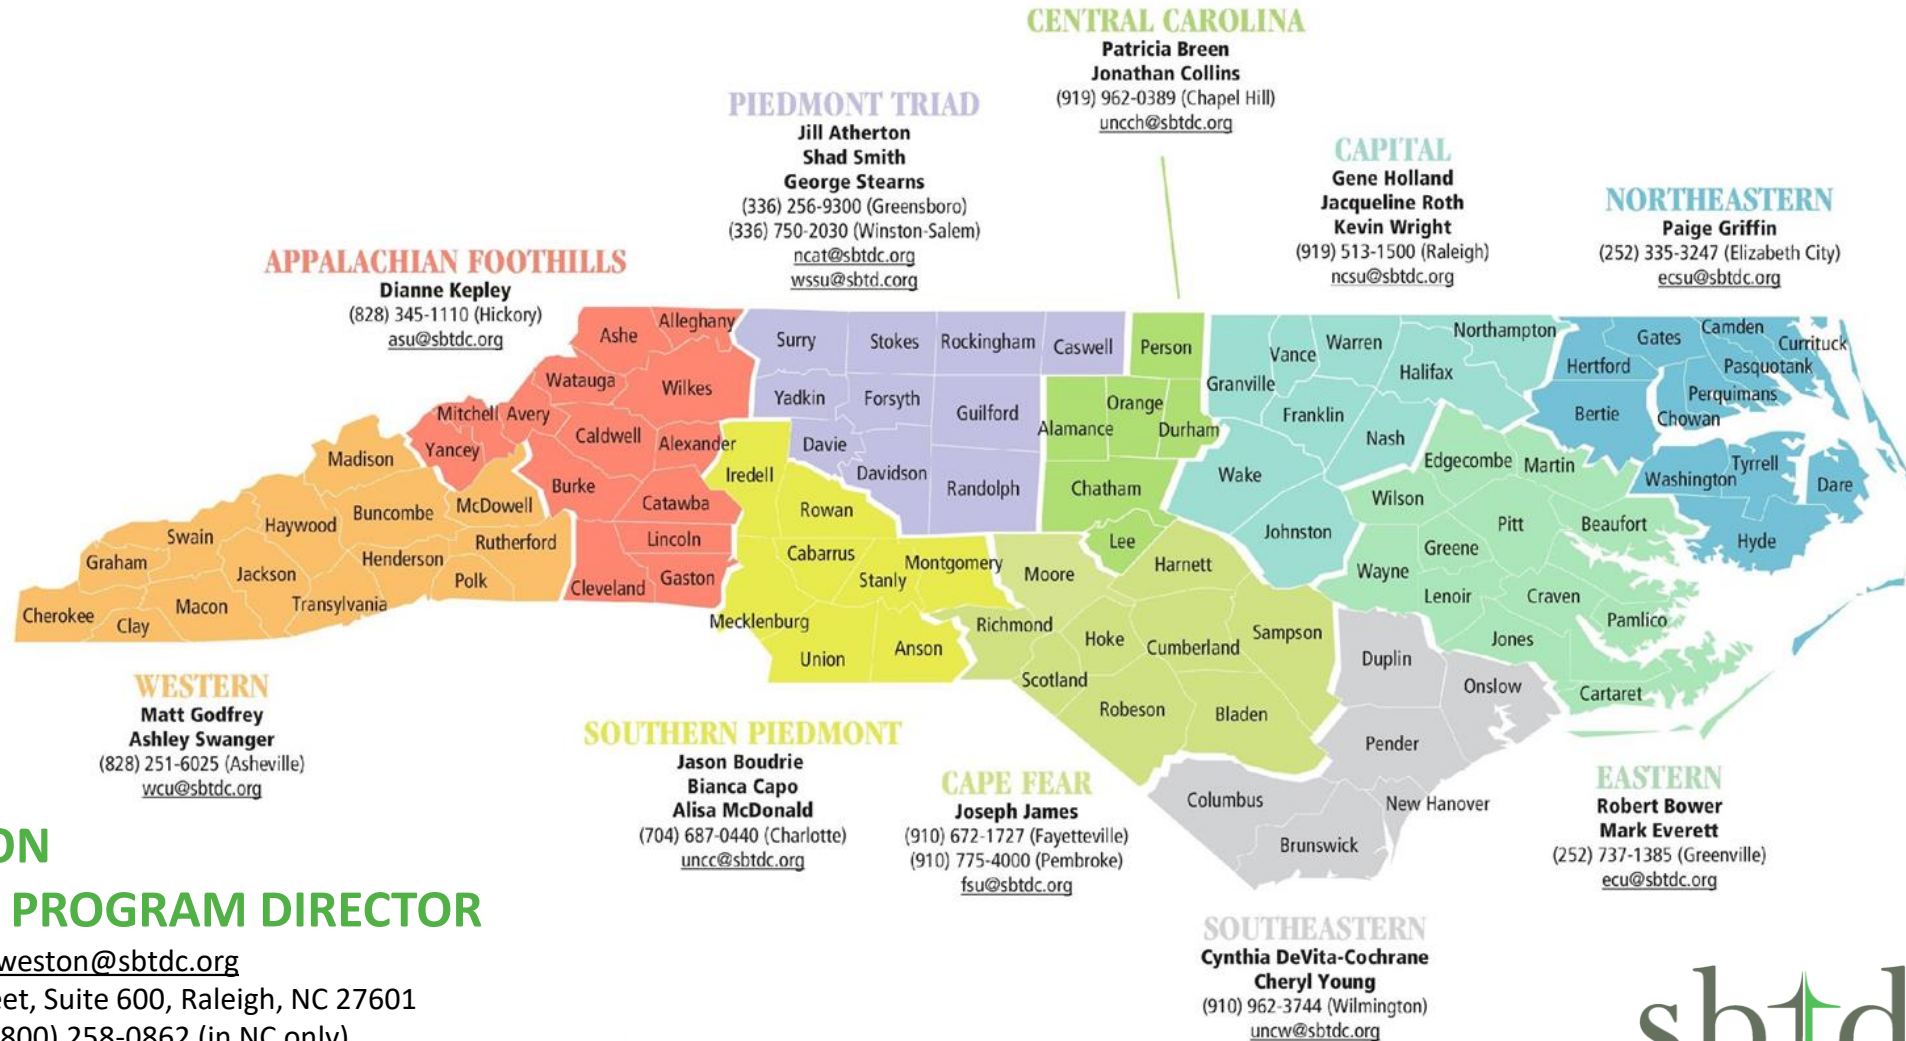 CENTRAL CAROLINA
Patricia Breen
Jonathan Collins
(919) 962-0389 (Chapel Hill)
uncch@sbtdc.org
PIEDMONT TRIAD
Jill Atherton
Shad Smith
George Stearns
(336) 256-9300 (Greensboro)
(336) 750-2030 (Winston-Salem)
ncat@sbtdc.org
wssu@sbtd.corg
CAPITAL
Gene Holland
Jacqueline Roth
Kevin Wright
(919) 513-1500 (Raleigh)
ncsu@sbtdc.org
NORTHEASTERN
Paige Griffin
(252) 335-3247 (Elizabeth City)
ecsu@sbtdc.org
APPALACHIAN FOOTHILLS
Dianne Kepley
(828) 345-1110 (Hickory)
asu@sbtdc.org
Ashe
Alleghany
Watauga
Wilkes
Mitchell
Avery
Yancey
Caldwell
Alexander
Burke
Catawba
Lincoln
Cleveland
Gaston
Surry
Stokes
Rockingham
Caswell
Yadkin
Forsyth
Guilford
Davie
Davidson
Randolph
Person
Orange
Alamance
Durham
Chatham
Lee
Granville
Vance
Warren
Northampton
Halifax
Franklin
Nash
Wake
Johnston
Hertford
Gates
Camden
Currituck
Pasquotank
Perquimans
Bertie
Chowan
Washington
Tyrrell
Dare
Hyde
Madison
McDowell
Buncombe
Haywood
Swain
Rutherford
Graham
Henderson
Jackson
Polk
Cherokee
Clay
Macon
Transylvania
Iredell
Rowan
Cabarrus
Stanly
Montgomery
Mecklenburg
Union
Anson
Moore
Harnett
Richmond
Hoke
Cumberland
Sampson
Scotland
Robeson
Bladen
Edgecombe
Martin
Wilson
Pitt
Beaufort
Greene
Wayne
Lenoir
Craven
Pamlico
Jones
Cartaret
Duplin
Onslow
Pender
Columbus
New Hanover
Brunswick
WESTERN
Matt Godfrey
Ashley Swanger
(828) 251-6025 (Asheville)
wcu@sbtdc.org
SOUTHERN PIEDMONT
Jason Boudrie
Bianca Capo
Alisa McDonald
(704) 687-0440 (Charlotte)
uncc@sbtdc.org
CAPE FEAR
Joseph James
(910) 672-1727 (Fayetteville)
(910) 775-4000 (Pembroke)
fsu@sbtdc.org
EASTERN
Robert Bower
Mark Everett
(252) 737-1385 (Greenville)
ecu@sbtdc.org
SOUTHEASTERN
Cynthia DeVita-Cochrane
Cheryl Young
(910) 962-3744 (Wilmington)
uncw@sbtdc.org
ON
PROGRAM DIRECTOR
weston@sbtdc.org
eet, Suite 600, Raleigh, NC 27601
800) 258-0862 (in NC only)
sbtd